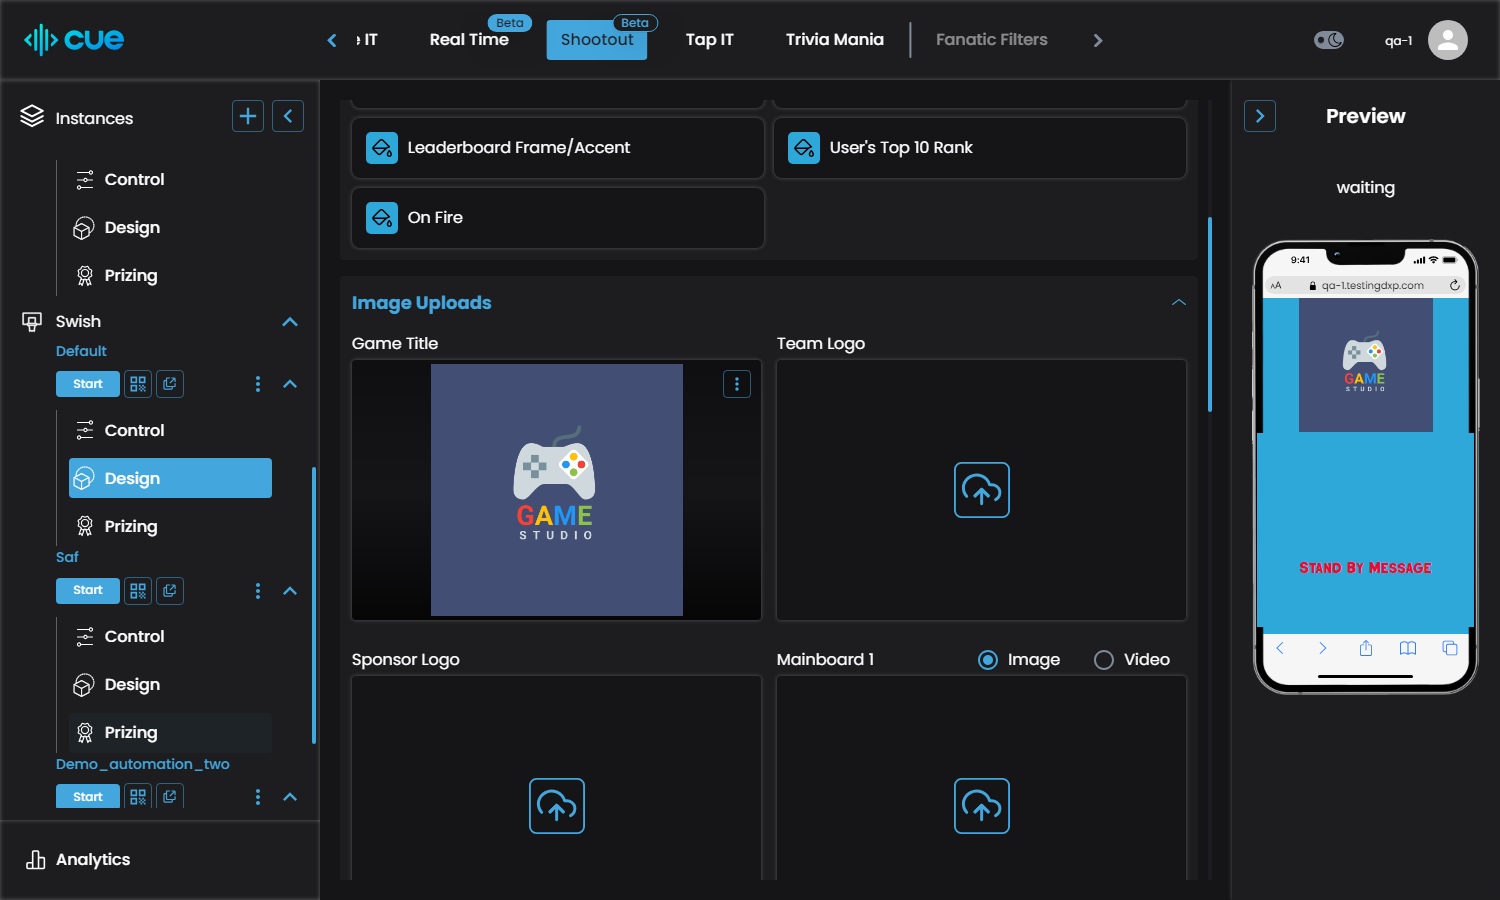 cue
IT
Real Time
Beta
Shootout
Beta
Tap IT
Trivia Mania
Fanatic Filters
qa-1
Instances
Control
Design
Prizing
Swish
Default
Start
Control
Design
Prizing
Saf
Start
Control
Design
Prizing
Demo_automation_two
Start
Analytics
Leaderboard Frame/Accent
User's Top 10 Rank
On Fire
Image Uploads
Game Title
Team Logo
GAME
STUDIO
Sponsor Logo
Mainboard 1
Image
Video
Preview
waiting
9:41
AA
qa-1.testingdxp.com
GAME
STUDIO
Stand By Message